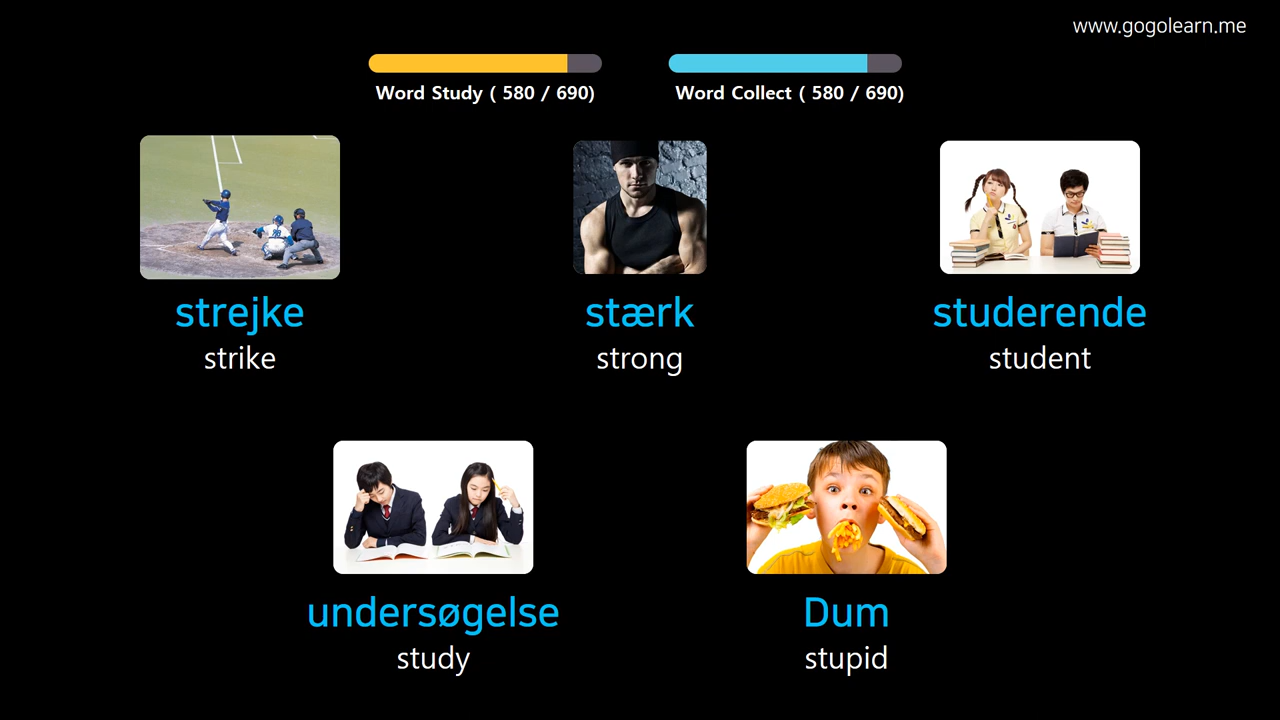 www.gogolearn.me
Word Study ( 580 / 690)
Word Collect ( 580 / 690)
strejke
strike
stærk
strong
studerende
student
undersøgelse
study
Dum
stupid